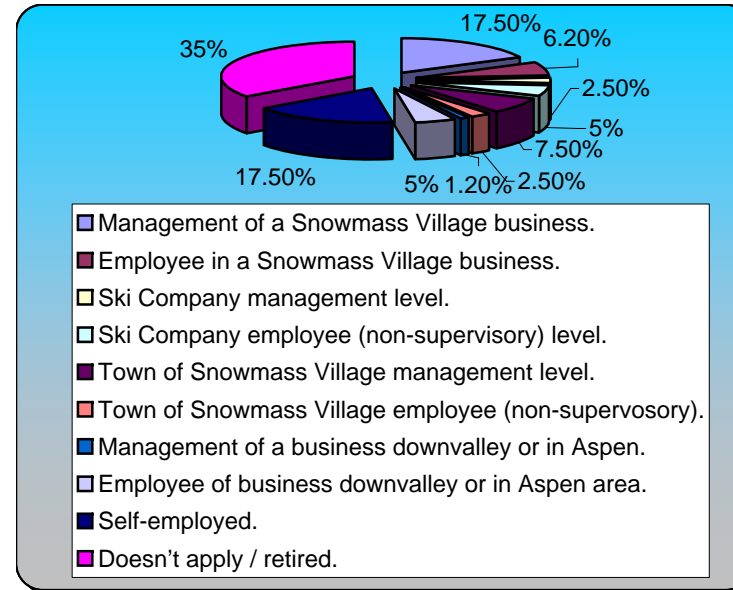 17.50%
35%
6.20%
2.50%
5%
7.50%
17.50%
5%
1.20%
2.50%
Management of a Snowmass Village business.
Employee in a Snowmass Village business.
Ski Company management level.
Ski Company employee (non-supervisory) level.
Town of Snowmass Village management level.
Town of Snowmass Village employee (non-supervosory).
Management of a business downvalley or in Aspen.
Employee of business downvalley or in Aspen area.
Self-employed.
Doesn't apply / retired.